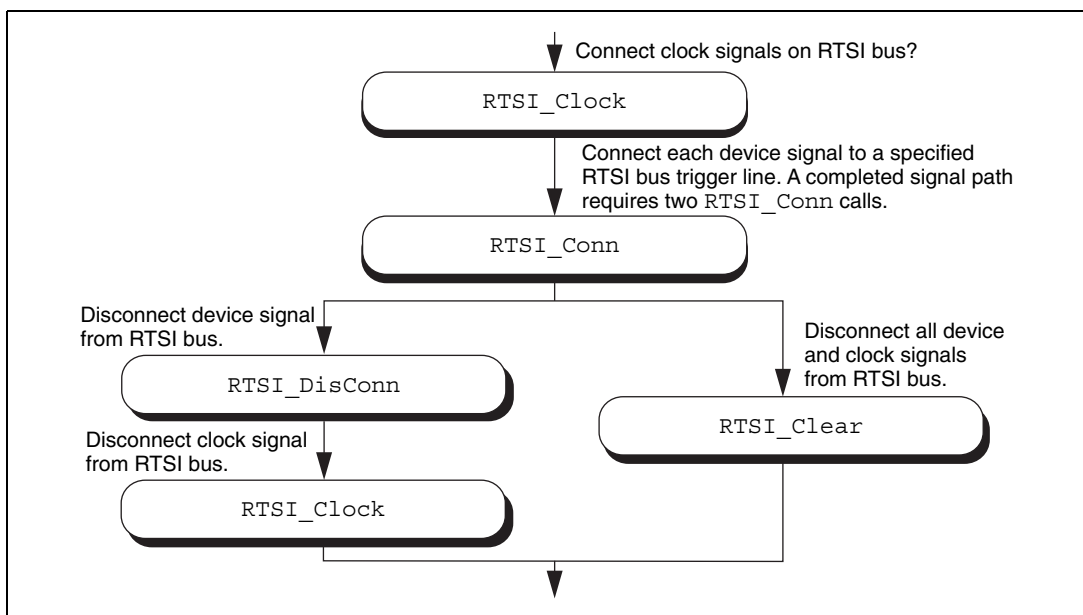 Connect clock signals on RTSI bus?
RTSI_Clock
Connect each device signal to a specified
RTSI bus trigger line. A completed signal path
requires two RTSI_Conn calls.
RTSI_Conn
Disconnect device signal
from RTSI bus.
RTSI_DisConn
Disconnect clock signal
from RTSI bus.
RTSI_Clock
Disconnect all device
and clock signals
from RTSI bus.
RTSI_Clear